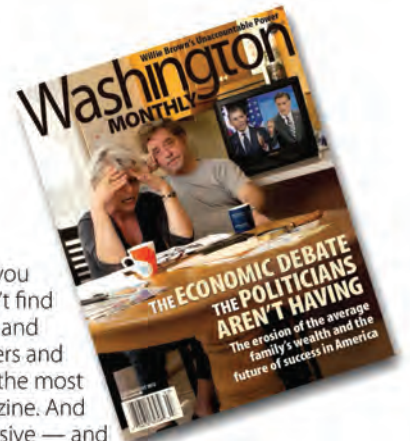 Willie Brown's Unaccountable Power
Washington
MONTHLY
THE ECONOMIC DEBATE
THE POLITICIANS
AREN'T HAVING
The erosion of the average
family's wealth and the
future of success in America
you
't find
and
ers and
the most
zine. And
sive — and